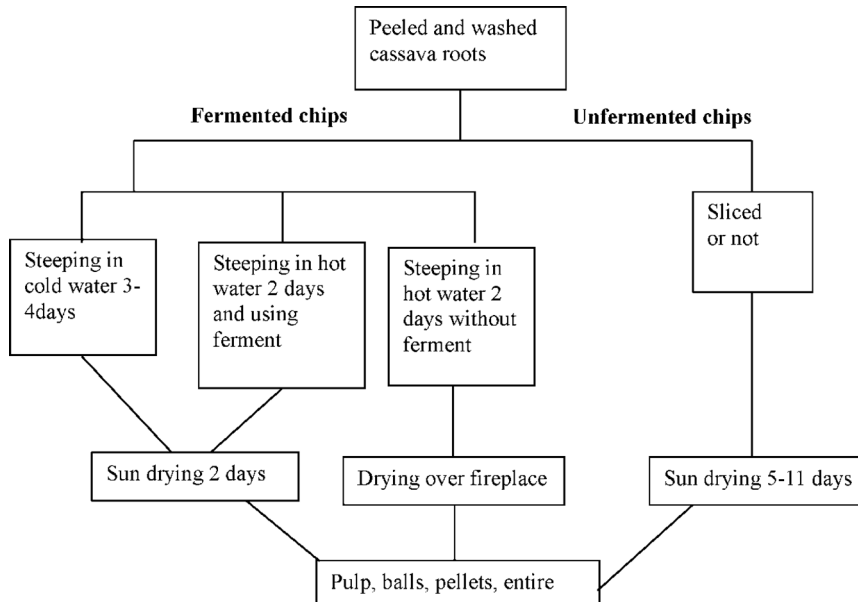 Peeled and washed
cassava roots
Fermented chips
Unfermented chips
Steeping in
cold water 3-
4days
Steeping in hot
water 2 days
and using
ferment
Steeping in
hot water 2
days without
ferment
Sliced
or not
Sun drying 2 days
Drying over fireplace
Sun drying 5-11 days
Pulp, balls, pellets, entire